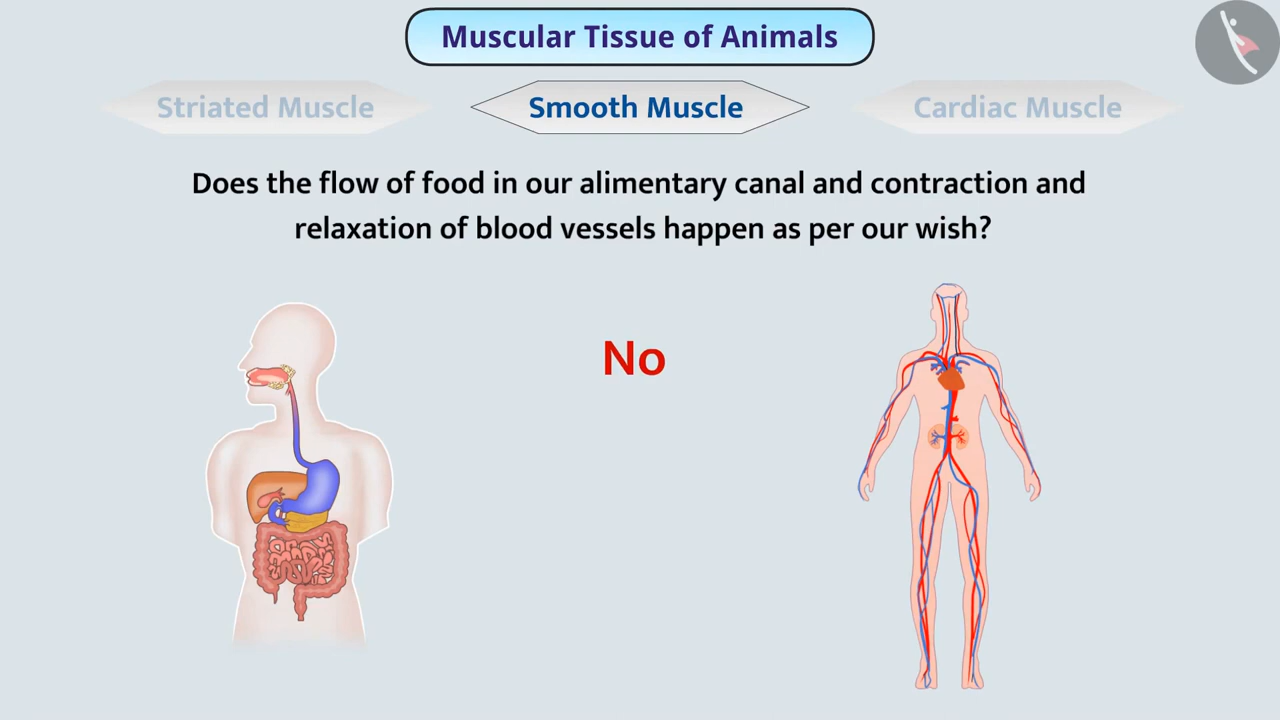 Muscular Tissue of Animals
Striated Muscle
Smooth Muscle
Cardiac Muscle
Does the flow of food in our alimentary canal and contraction and
relaxation of blood vessels happen as per our wish?
No